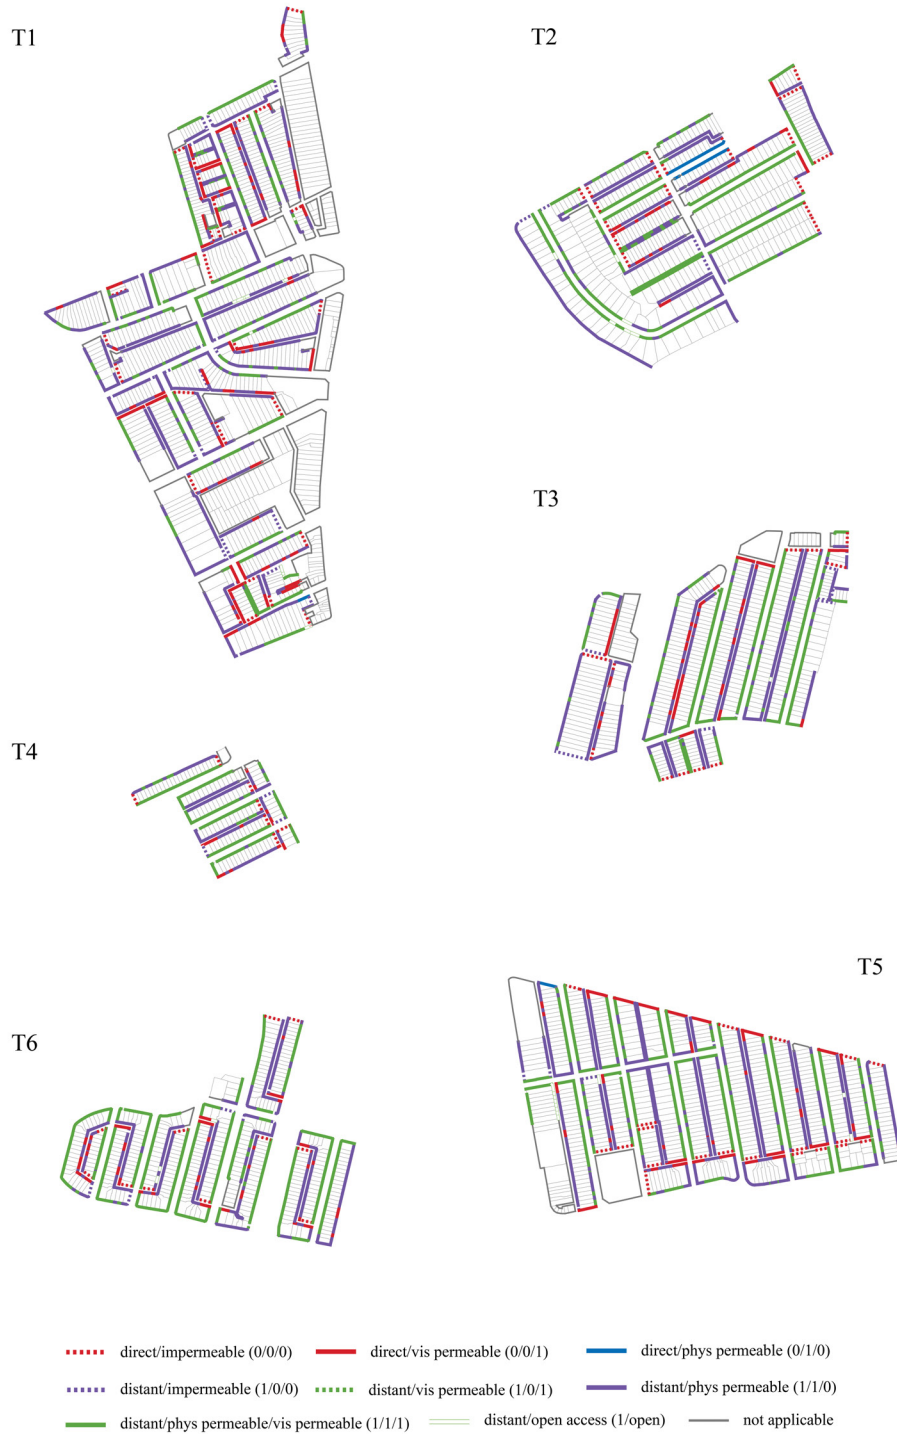 T1
T2
T3
T4
T5
T6
direct/impermeable (0/0/0) direct/vis permeable (0/0/1) direct/phys permeable (0/1/0)
distant/impermeable (1/0/0) distant/vis permeable (1/0/1) distant/phys permeable (1/1/0)
distant/phys permeable/vis permeable (1/1/1) distant/open access (1/open) not applicable